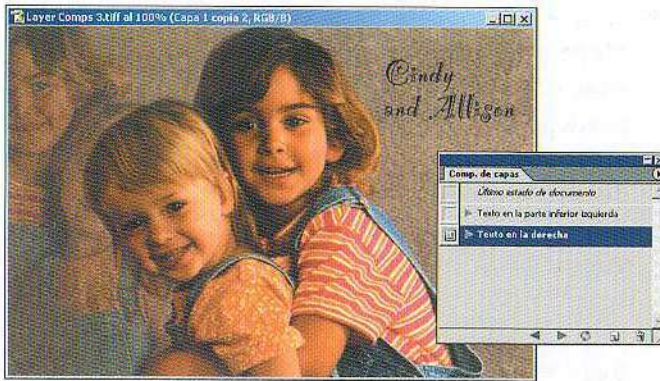 Layer Comps 3.tiff al 100% (Capa 1 copia 2, RGB/8)
Cindy
and Allison
Comp. de capas
Último estado de documento
Texto en la parte inferior izquierda
Texto en la derecha